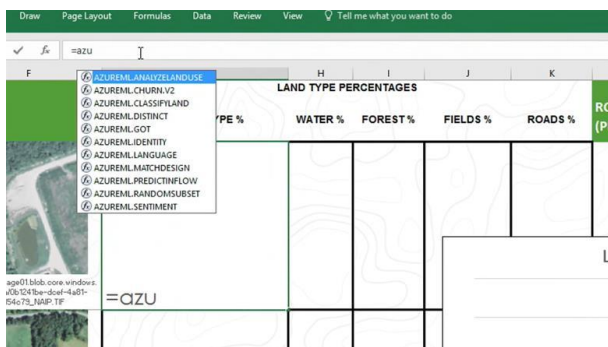 Draw Page Layout Formulas Data Review View Tell me what you want to do
fx =azu
F H I J K
AZUREML.ANALYZELANDUSE
AZUREML.CHURN.V2
AZUREML.CLASSIFYLAND
AZUREML.DISTINCT
AZUREML.GOT
AZUREML.IDENTITY
AZUREML.LANGUAGE
AZUREML.MATCHDESIGN
AZUREML.PREDICTINFLOW
AZUREML.RANDOMSUBSET
AZUREML.SENTIMENT
LAND TYPE PERCENTAGES
YPE % WATER % FOREST % FIELDS % ROADS %
RO
(P
L
age01.blob.core.windows.
/0b1241be-dcef-4a81-
f54c79_NAIP.TIF
=azu